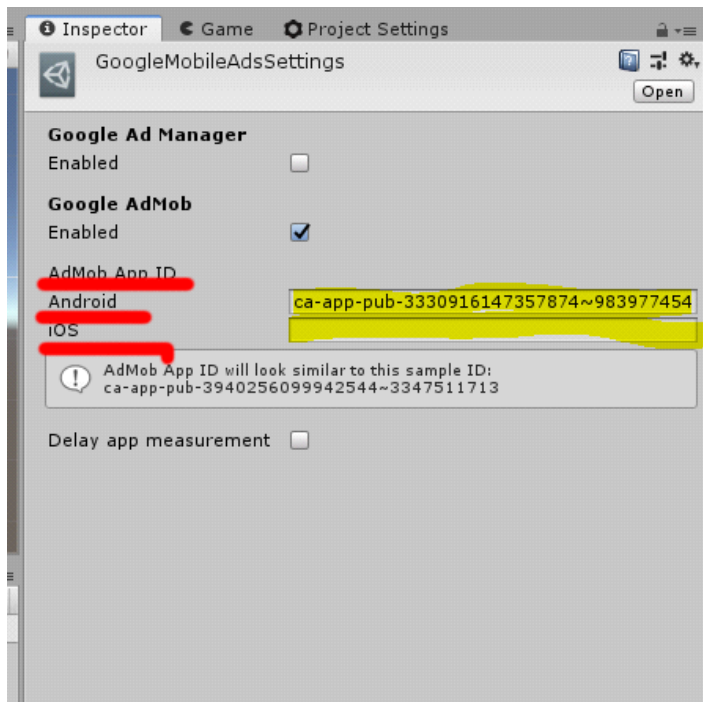 Inspector Game Project Settings
GoogleMobileAdsSettings
Open
Google Ad Manager
Enabled
Google AdMob
Enabled
AdMob App ID
Android ca-app-pub-3330916147357874~983977454
iOS
AdMob App ID will look similar to this sample ID:
ca-app-pub-3940256099942544~3347511713
Delay app measurement